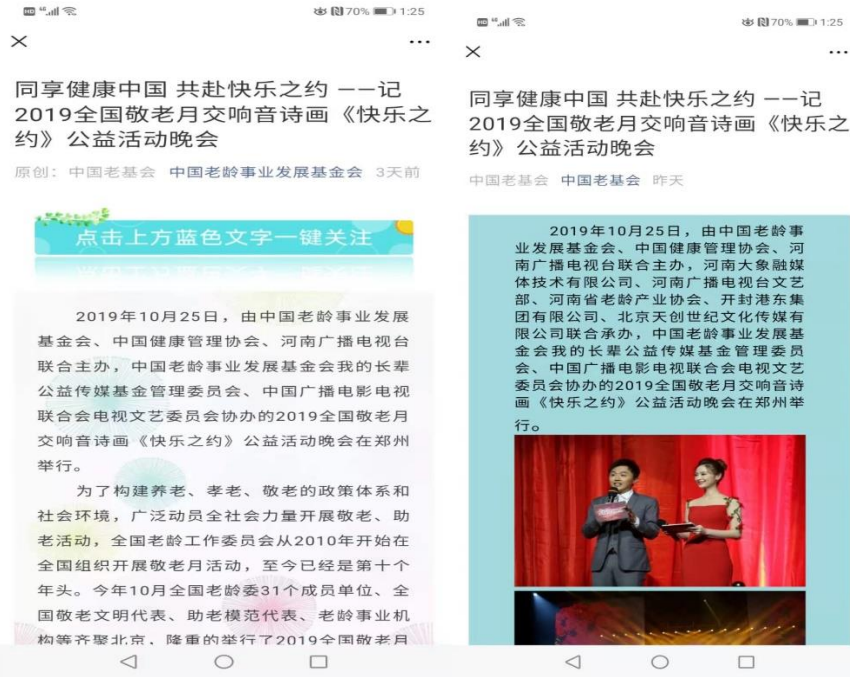 70% 1:25
同享健康中国 共赴快乐之约 ——记
2019全国敬老月交响音诗画《快乐之
约》公益活动晚会
原创: 中国老基会 中国老龄事业发展基金会 3天前
点击上方蓝色文字一键关注
2019年10月25日，由中国老龄事业发展
基金会、中国健康管理协会、河南广播电视台
联合主办，中国老龄事业发展基金会我的长辈
公益传媒基金管理委员会、中国广播电影电视
联合会电视文艺委员会协办的2019全国敬老月
交响音诗画《快乐之约》公益活动晚会在郑州
举行。
为了构建养老、孝老、敬老的政策体系和
社会环境，广泛动员全社会力量开展敬老、助
老活动，全国老龄工作委员会从2010年开始在
全国组织开展敬老月活动，至今已经是第十个
年头。今年10月全国老龄委31个成员单位、全
国敬老文明代表、助老模范代表、老龄事业机
构等齐聚北京，隆重的举行了2019全国敬老月
70% 1:25
同享健康中国 共赴快乐之约 ——记
2019全国敬老月交响音诗画《快乐之
约》公益活动晚会
中国老基会 中国老基会 昨天
2019年10月25日，由中国老龄事
业发展基金会、中国健康管理协会、河
南广播电视台联合主办，河南大象融媒
体技术有限公司、河南广播电视台文艺
部、河南省老龄产业协会、开封港东集
团有限公司、北京天创世纪文化传媒有
限公司联合承办，中国老龄事业发展基
金会我的长辈公益传媒基金管理委员
会、中国广播电影电视联合会电视文艺
委员会协办的2019全国敬老月交响音诗
画《快乐之约》公益活动晚会在郑州举
行。